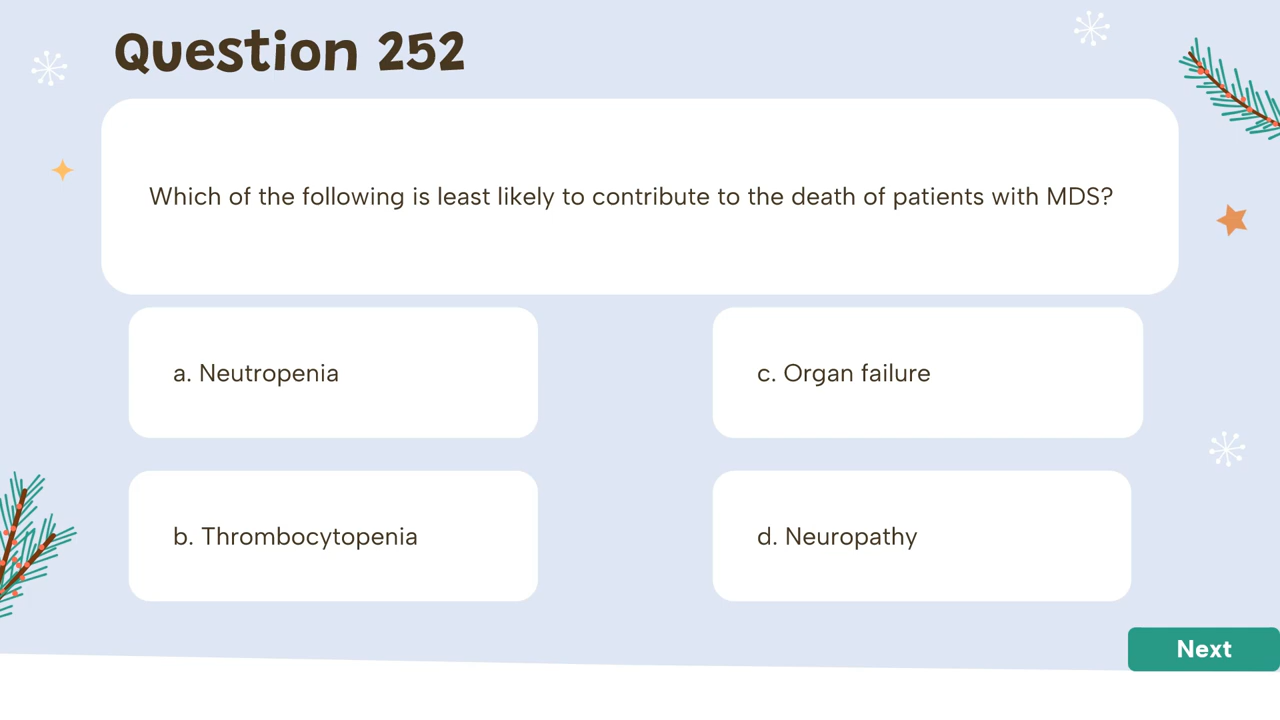 Question 252
Which of the following is least likely to contribute to the death of patients with MDS?
a. Neutropenia
c. Organ failure
b. Thrombocytopenia
d. Neuropathy
Next